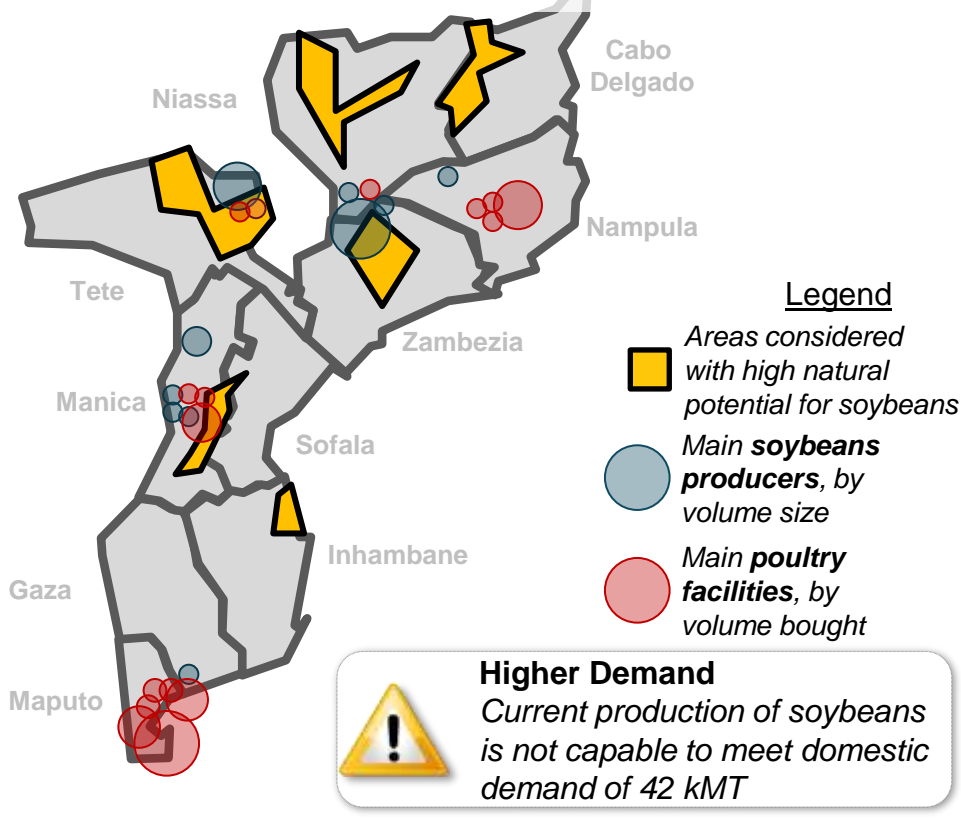 Cabo
Delgado
Niassa
Nampula
Tete
Zambezia
Manica
Sofala
Inhambane
Gaza
Maputo
Legend
Areas considered
with high natural
potential for soybeans
Main soybeans
producers, by
volume size
Main poultry
facilities, by
volume bought
Higher Demand
Current production of soybeans
is not capable to meet domestic
demand of 42 kMT